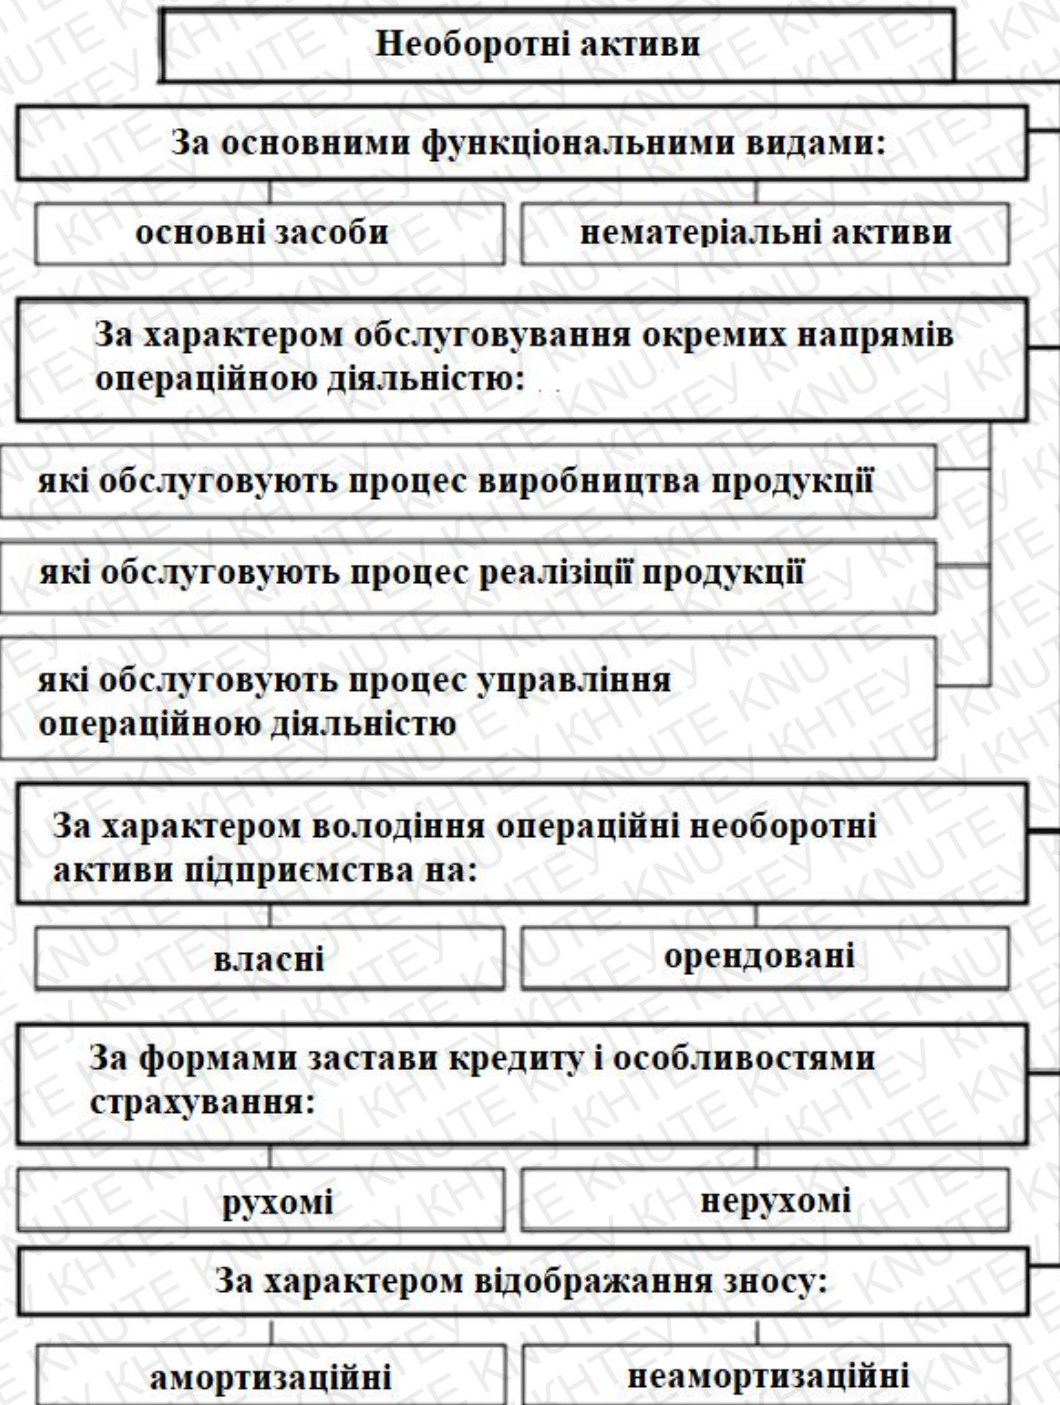 Необоротні активи
За основними функціональними видами:
основні засоби
нематеріальні активи
За характером обслуговування окремих напрямів
операційною діяльністю:
які обслуговують процес виробництва продукції
які обслуговують процес реалізіції продукції
які обслуговують процес управління
операційною діяльністю
За характером володіння операційні необоротні
активи підприємства на:
власні
орендовані
За формами застави кредиту і особливостями
страхування:
рухомі
нерухомі
За характером відображання зносу:
амортизаційні
неамортизаційні